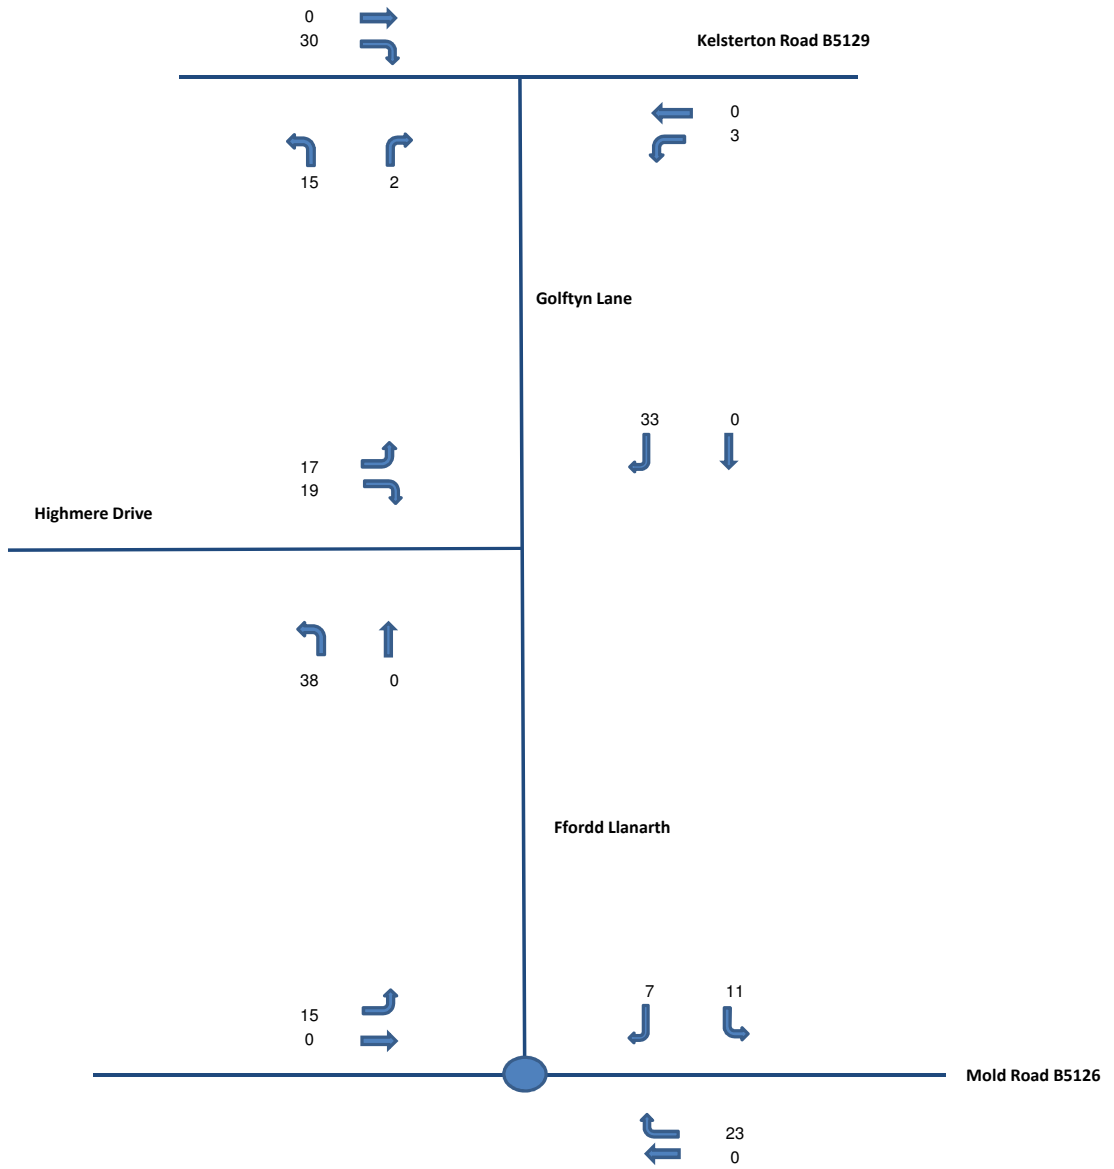 0
30
Kelsterton Road B5129
0
3
15 2
Golftyn Lane
33 0
17
19
Highmere Drive
38 0
Ffordd Llanarth
7 11
15
0
Mold Road B5126
23
0